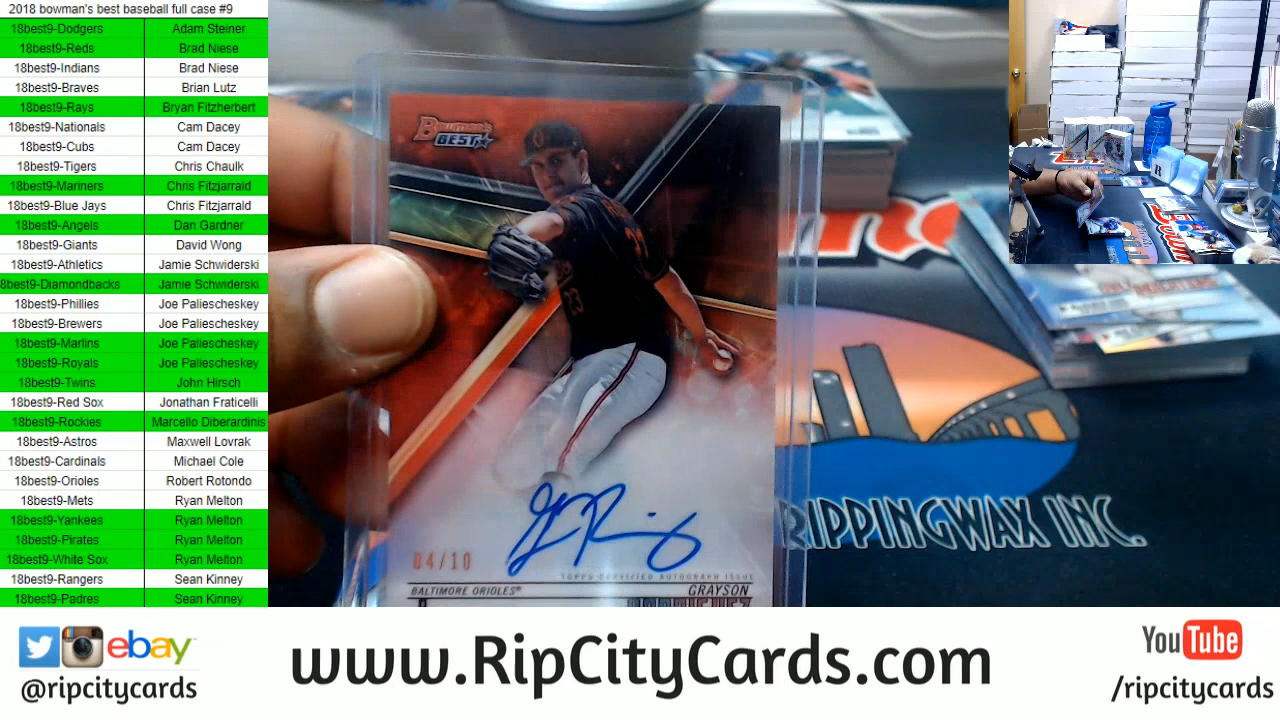 2018 bowman's best baseball full case #9
18best9-Dodgers Adam Steiner
18best9-Reds Brad Niese
18best9-Indians Brad Niese
18best9-Braves Brian Lutz
18best9-Rays Bryan Fitzherbert
18best9-Nationals Cam Dacey
18best9-Cubs Cam Dacey
18best9-Tigers Chris Chaulk
18best9-Mariners Chris Fitzjarrald
18best9-Blue Jays Chris Fitzjarrald
18best9-Angels Dan Gardner
18best9-Giants David Wong
18best9-Athletics Jamie Schwiderski
8best9-Diamondbacks Jamie Schwiderski
18best9-Phillies Joe Paliescheskey
18best9-Brewers Joe Paliescheskey
18best9-Marlins Joe Paliescheskey
18best9-Royals Joe Paliescheskey
18best9-Twins John Hirsch
18best9-Red Sox Jonathan Fraticelli
18best9-Rockies Marcello Diberardinis
18best9-Astros Maxwell Lovrak
18best9-Cardinals Michael Cole
18best9-Orioles Robert Rotondo
18best9-Mets Ryan Melton
18best9-Yankees Ryan Melton
18best9-Pirates Ryan Melton
18best9-White Sox Ryan Melton
18best9-Rangers Sean Kinney
18best9-Padres Sean Kinney
Bowman's
BEST
04/10
TOPPS CERTIFIED AUTOGRAPH ISSUE
BALTIMORE ORIOLES GRAYSON
RIPPINGWAX INC.
ebay
@ripcitycards
www.RipCityCards.com
YouTube
/ripcitycards